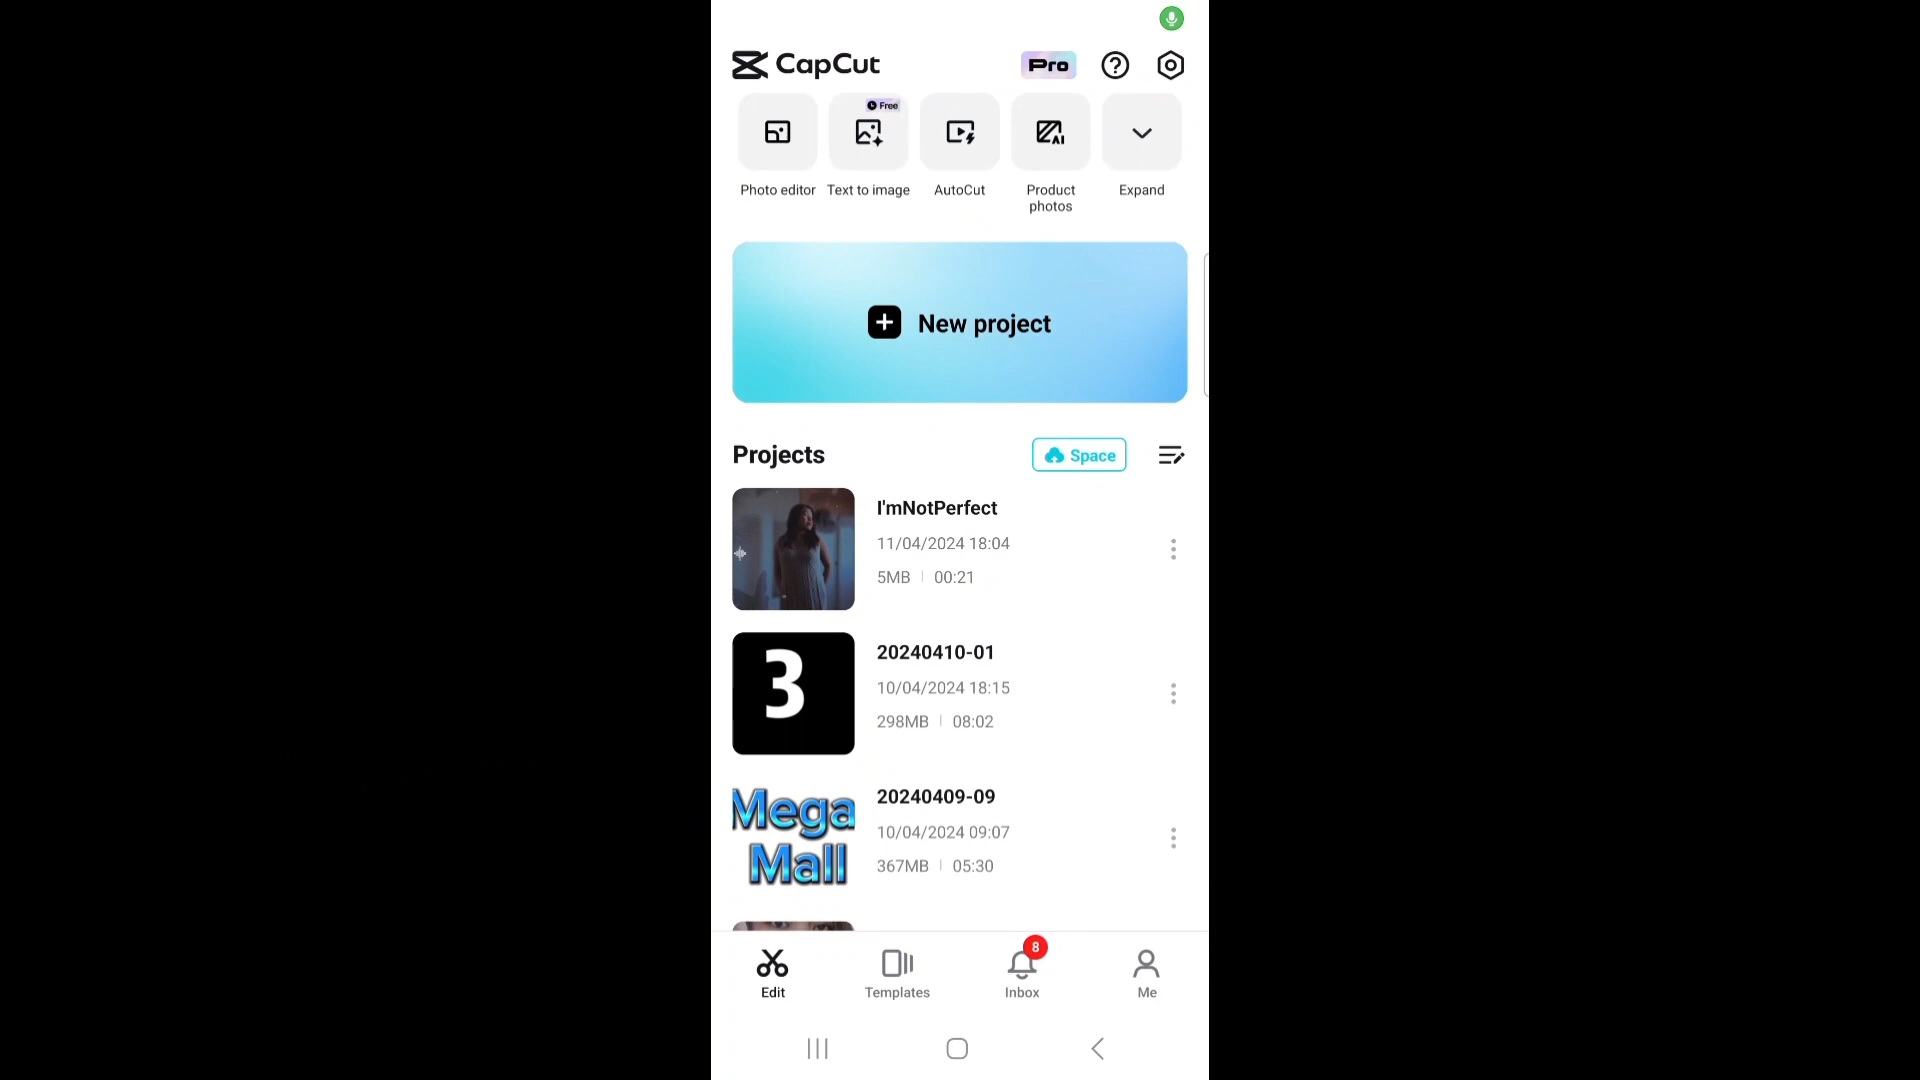 CapCut
Pro
Free
Photo editor
Text to image
AutoCut
AI
Product
photos
Expand
New project
Projects
Space
I'mNotPerfect
11/04/2024 18:04
5MB | 00:21
3
20240410-01
10/04/2024 18:15
298MB | 08:02
Mega
Mall
20240409-09
10/04/2024 09:07
367MB | 05:30
8
Edit
Templates
Inbox
Me